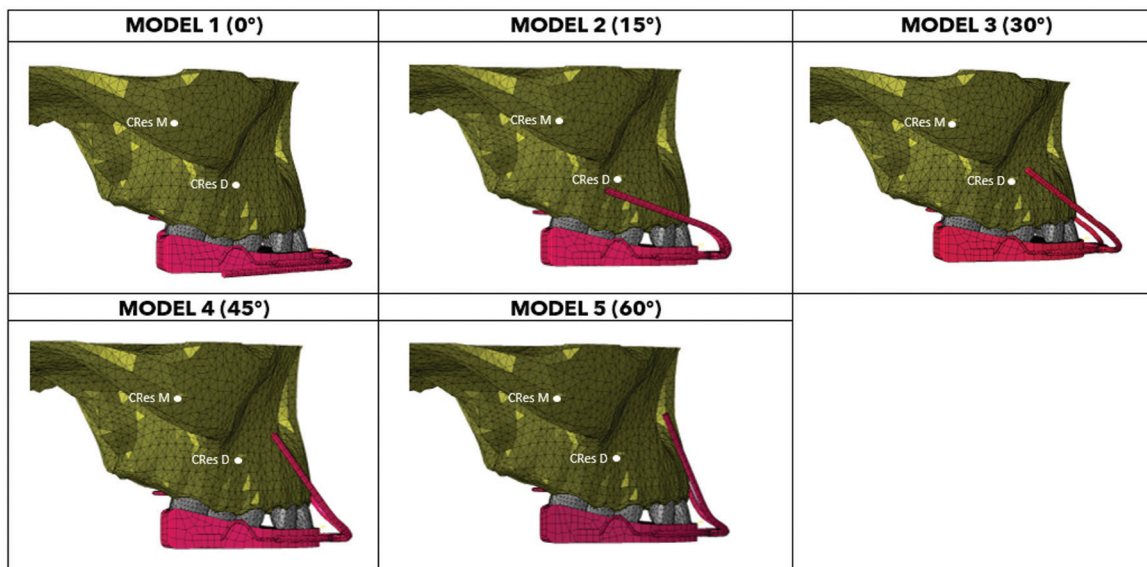 MODEL 1 (0°)
MODEL 2 (15°)
MODEL 3 (30°)
CRes M
CRes D
CRes M
CRes D
CRes M
CRes D
MODEL 4 (45°)
MODEL 5 (60°)
CRes M
CRes D
CRes M
CRes D